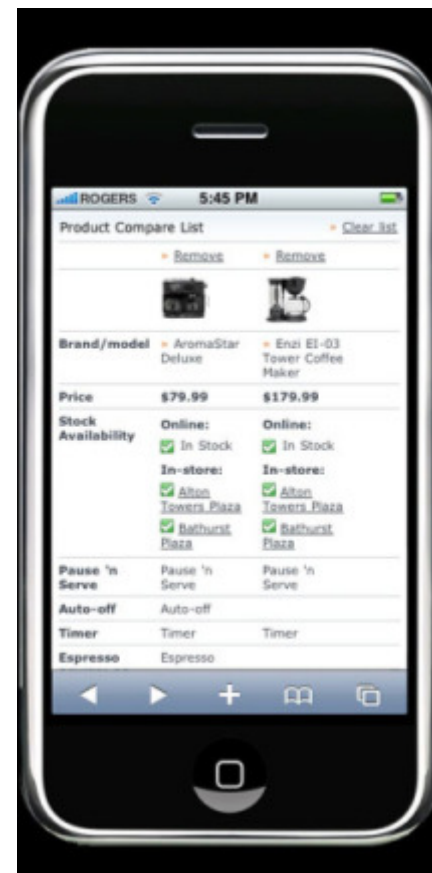 ROGERS 5:45 PM
Product Compare List » Clear list
» Remove » Remove
Brand/model » AromaStar Deluxe » Enzi EI-03 Tower Coffee Maker
Price $79.99 $179.99
Stock Availability
Online: Online:
In Stock In Stock
In-store: In-store:
Alton Towers Plaza Alton Towers Plaza
Bathurst Plaza Bathurst Plaza
Pause 'n Serve Pause 'n Serve Pause 'n Serve
Auto-off Auto-off
Timer Timer Timer
Espresso Espresso